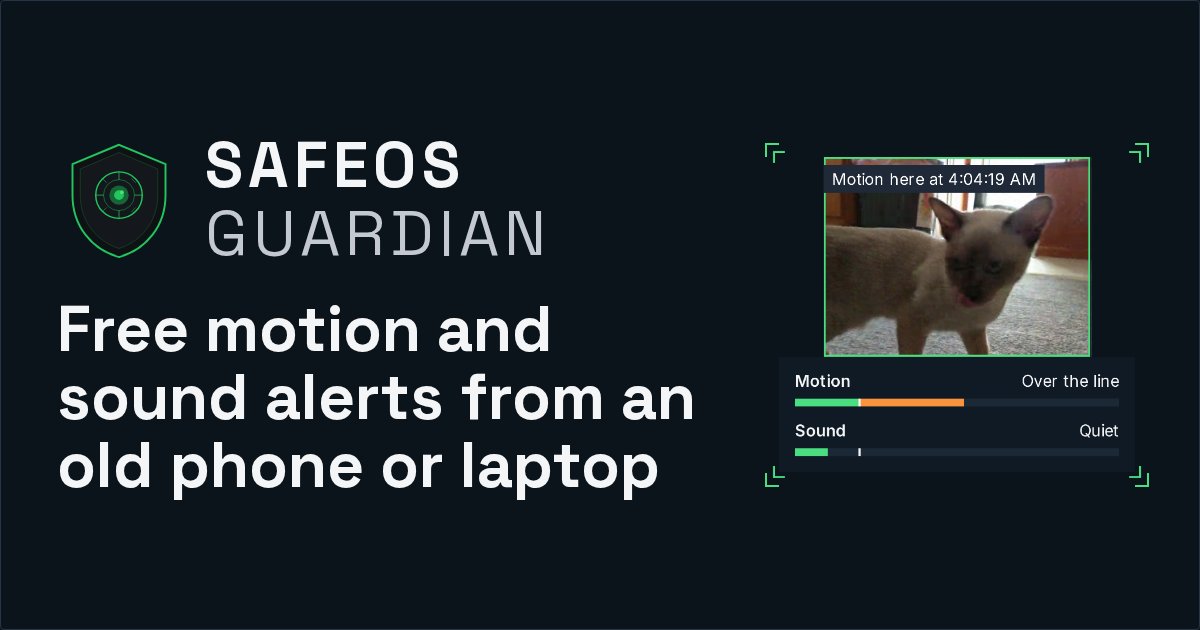 SAFEOS
GUARDIAN
Free motion and
sound alerts from an
old phone or laptop
Motion here at 4:04:19 AM
Motion Over the line
Sound Quiet